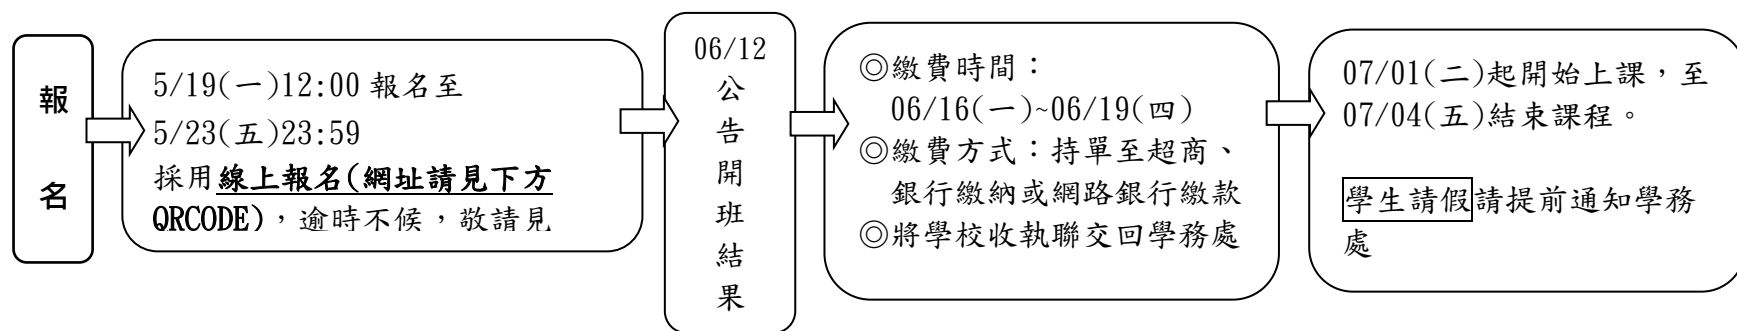 報
名
5/19(一)12:00 報名至
5/23(五)23:59
採用線上報名(網址請見下方
QRCODE)，逾時不候，敬請見
06/12
公
告
開
班
結
果
◎繳費時間：
06/16(一)~06/19(四)
◎繳費方式：持單至超商、
銀行繳納或網路銀行繳款
◎將學校收執聯交回學務處
07/01(二)起開始上課，至
07/04(五)結束課程。
學生請假請提前通知學務
處